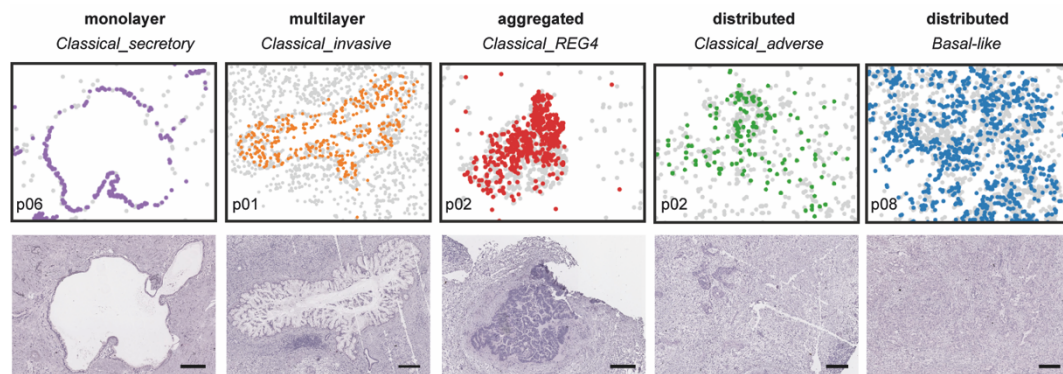 monolayer multilayer aggregated distributed distributed
Classical_secretory Classical_invasive Classical_REG4 Classical_adverse Basal-like
p06 p01 p02 p02 p08